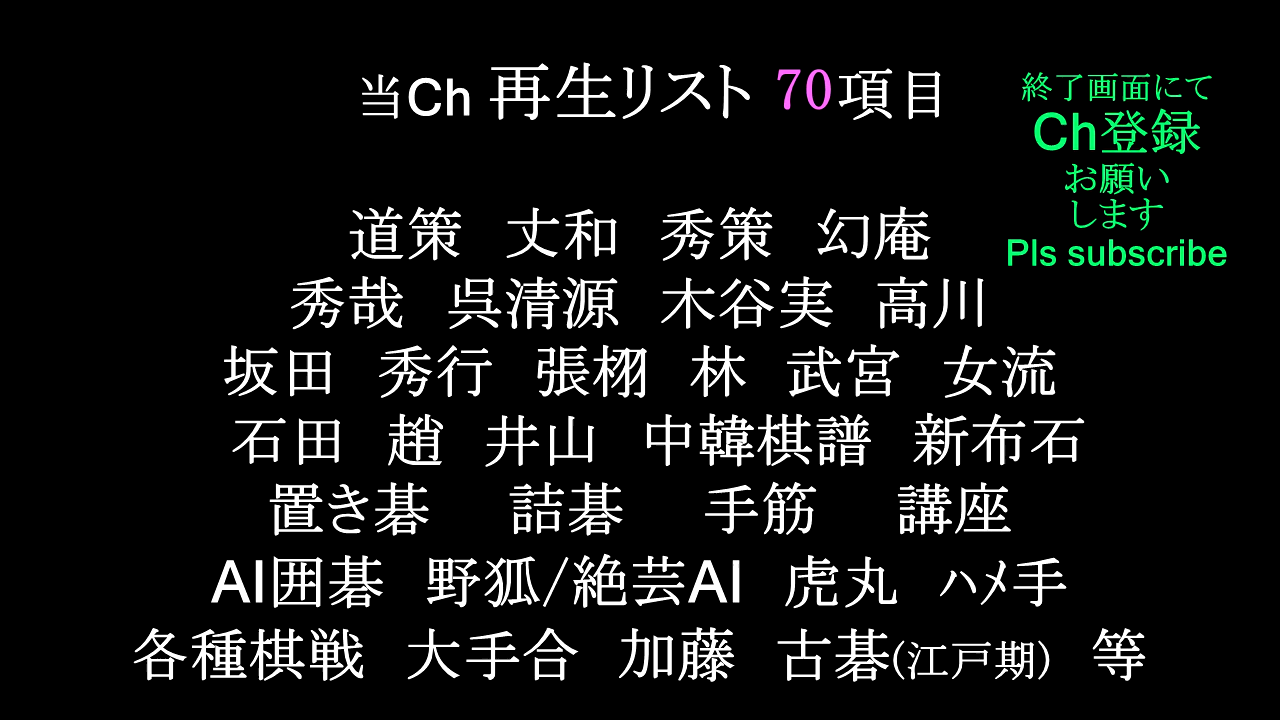 当Ch 再生リスト 70項目
終了画面にて
Ch登録
お願い
します
Pls subscribe
道策 丈和 秀策 幻庵
秀哉 呉清源 木谷実 高川
坂田 秀行 張栩 林 武宮 女流
石田 趙 井山 中韓棋譜 新布石
置き碁 詰碁 手筋 講座
AI囲碁 野狐/絶芸AI 虎丸 ﾊﾒ手
各種棋戦 大手合 加藤 古碁(江戸期) 等